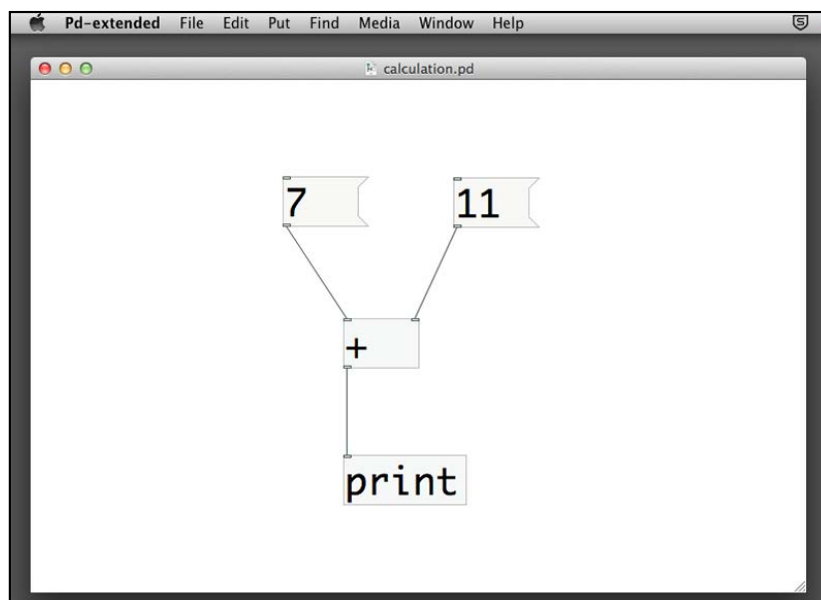 Pd-extended File Edit Put Find Media Window Help
calculation.pd
7 11
+
print